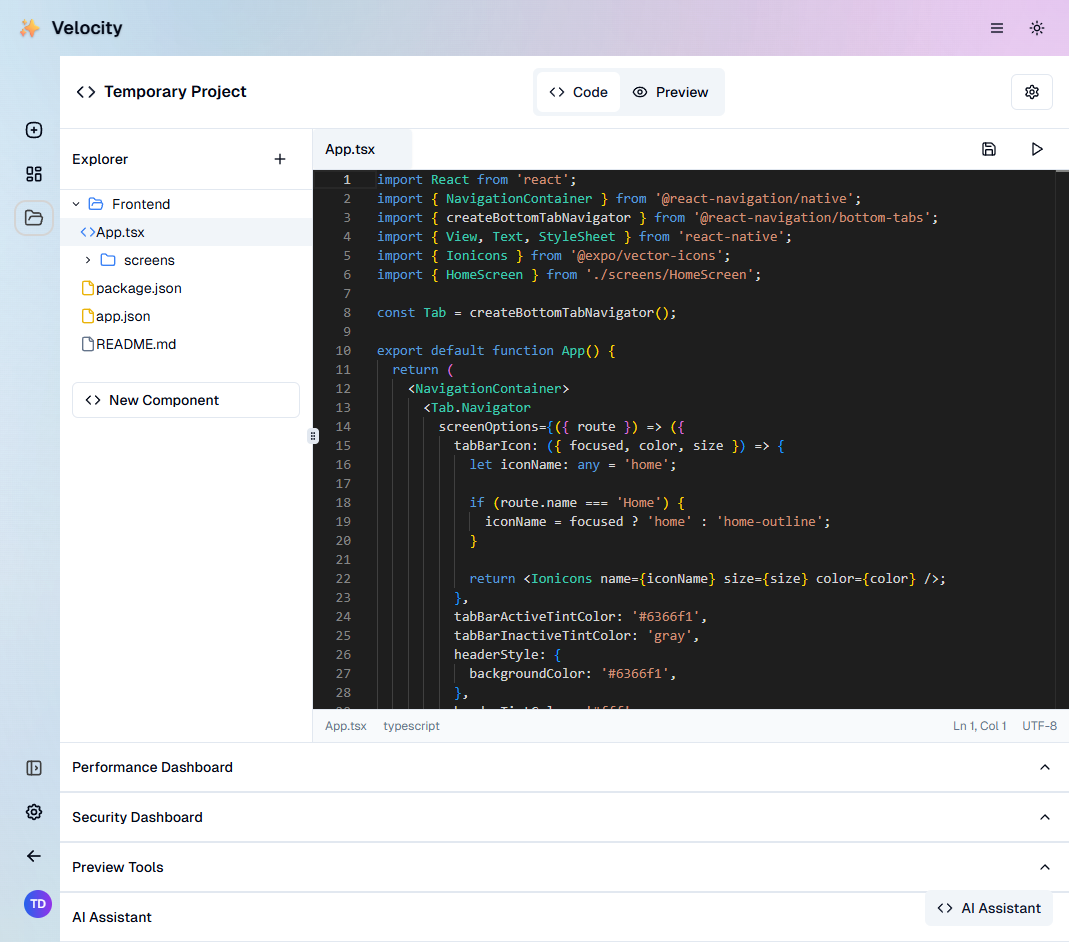 Velocity
Temporary Project
Code
Preview
Explorer
Frontend
App.tsx
screens
package.json
app.json
README.md
New Component
App.tsx
1 import React from 'react';
2 import { NavigationContainer } from '@react-navigation/native';
3 import { createBottomTabNavigator } from '@react-navigation/bottom-tabs';
4 import { View, Text, StyleSheet } from 'react-native';
5 import { Ionicons } from '@expo/vector-icons';
6 import { HomeScreen } from './screens/HomeScreen';
7
8 const Tab = createBottomTabNavigator();
9
10 export default function App() {
11 return (
12 <NavigationContainer>
13 <Tab.Navigator
14 screenOptions={({ route }) => ({
15 tabBarIcon: ({ focused, color, size }) => {
16 let iconName: any = 'home';
17
18 if (route.name === 'Home') {
19 iconName = focused ? 'home' : 'home-outline';
20 }
21
22 return <Ionicons name={iconName} size={size} color={color} />;
23 },
24 tabBarActiveTintColor: '#6366f1',
25 tabBarInactiveTintColor: 'gray',
26 headerStyle: {
27 backgroundColor: '#6366f1',
28 },
App.tsx typescript
Ln 1, Col 1 UTF-8
Performance Dashboard
Security Dashboard
Preview Tools
TD
AI Assistant
AI Assistant